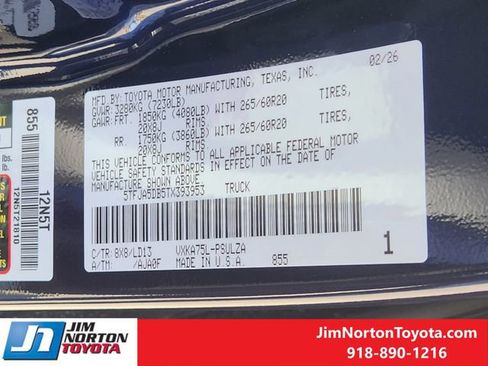 MFD.BY: TOYOTA MOTOR MANUFACTURING, TEXAS, INC. 02/26
GVWR: 3280KG (7230LB)
GAWR: FRT. 1850KG (4080LB) WITH 265/60R20 TIRES,
20X8J RIMS
RR. 1750KG (3860LB) WITH 265/60R20 TIRES,
20X8J RIMS
THIS VEHICLE CONFORMS TO ALL APPLICABLE FEDERAL MOTOR
VEHICLE SAFETY STANDARDS IN EFFECT ON THE DATE OF
MANUFACTURE SHOWN ABOVE.
5TFJA5DB5TX393953 TRUCK
C/TR: 8X8/LD13 VXKA75L-PSULZA
A/TM: /AJA0F MADE IN U.S.A. 855
1
855
12N5T
12N5T21810
lbs.
JIM
NORTON
TOYOTA
JimNortonToyota.com
918-890-1216